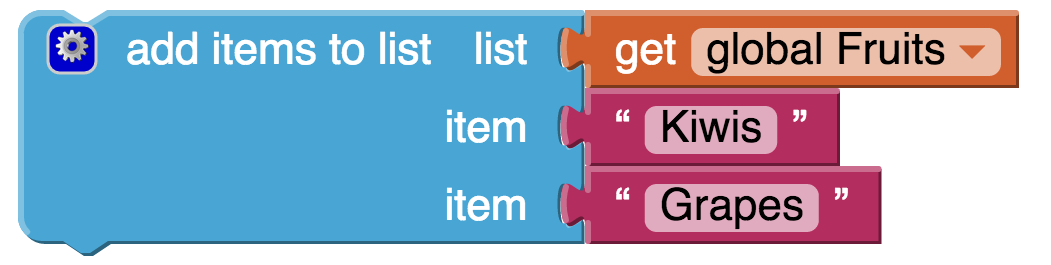 add items to list list get global Fruits
item “ Kiwis ”
item “ Grapes ”